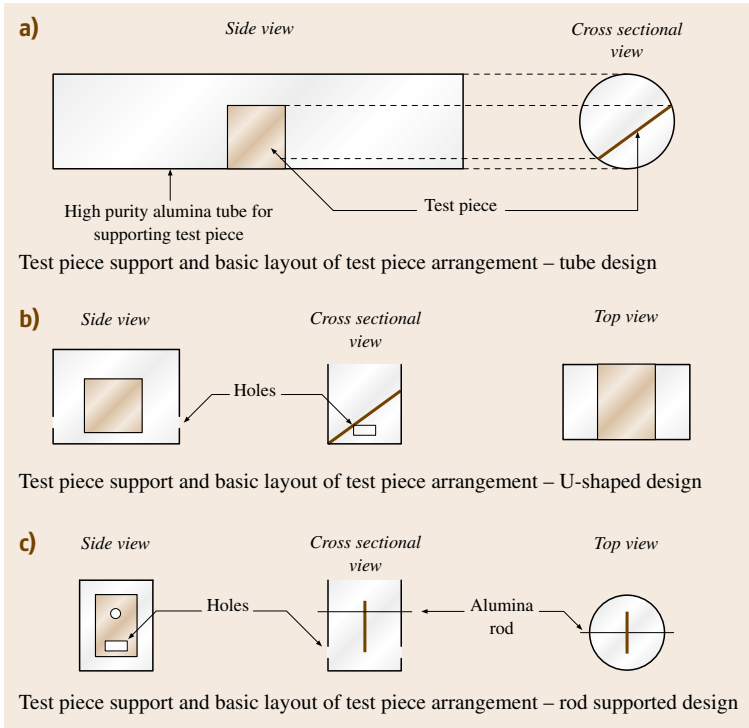 a)
Side view
Cross sectional
view
High purity alumina tube for
supporting test piece
Test piece
Test piece support and basic layout of test piece arrangement – tube design
b)
Side view
Cross sectional
view
Top view
Holes
Test piece support and basic layout of test piece arrangement – U-shaped design
c)
Side view
Cross sectional
view
Top view
Holes
Alumina
rod
Test piece support and basic layout of test piece arrangement – rod supported design